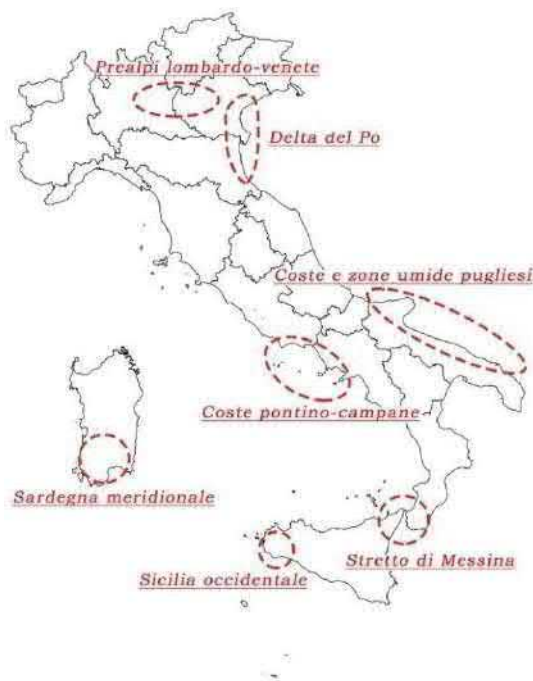 Prealpi lombardo-venete
Delta del Po
Coste e zone umide pugliesi
Coste pontino-campane
Sardegna meridionale
Stretto di Messina
Sicilia occidentale